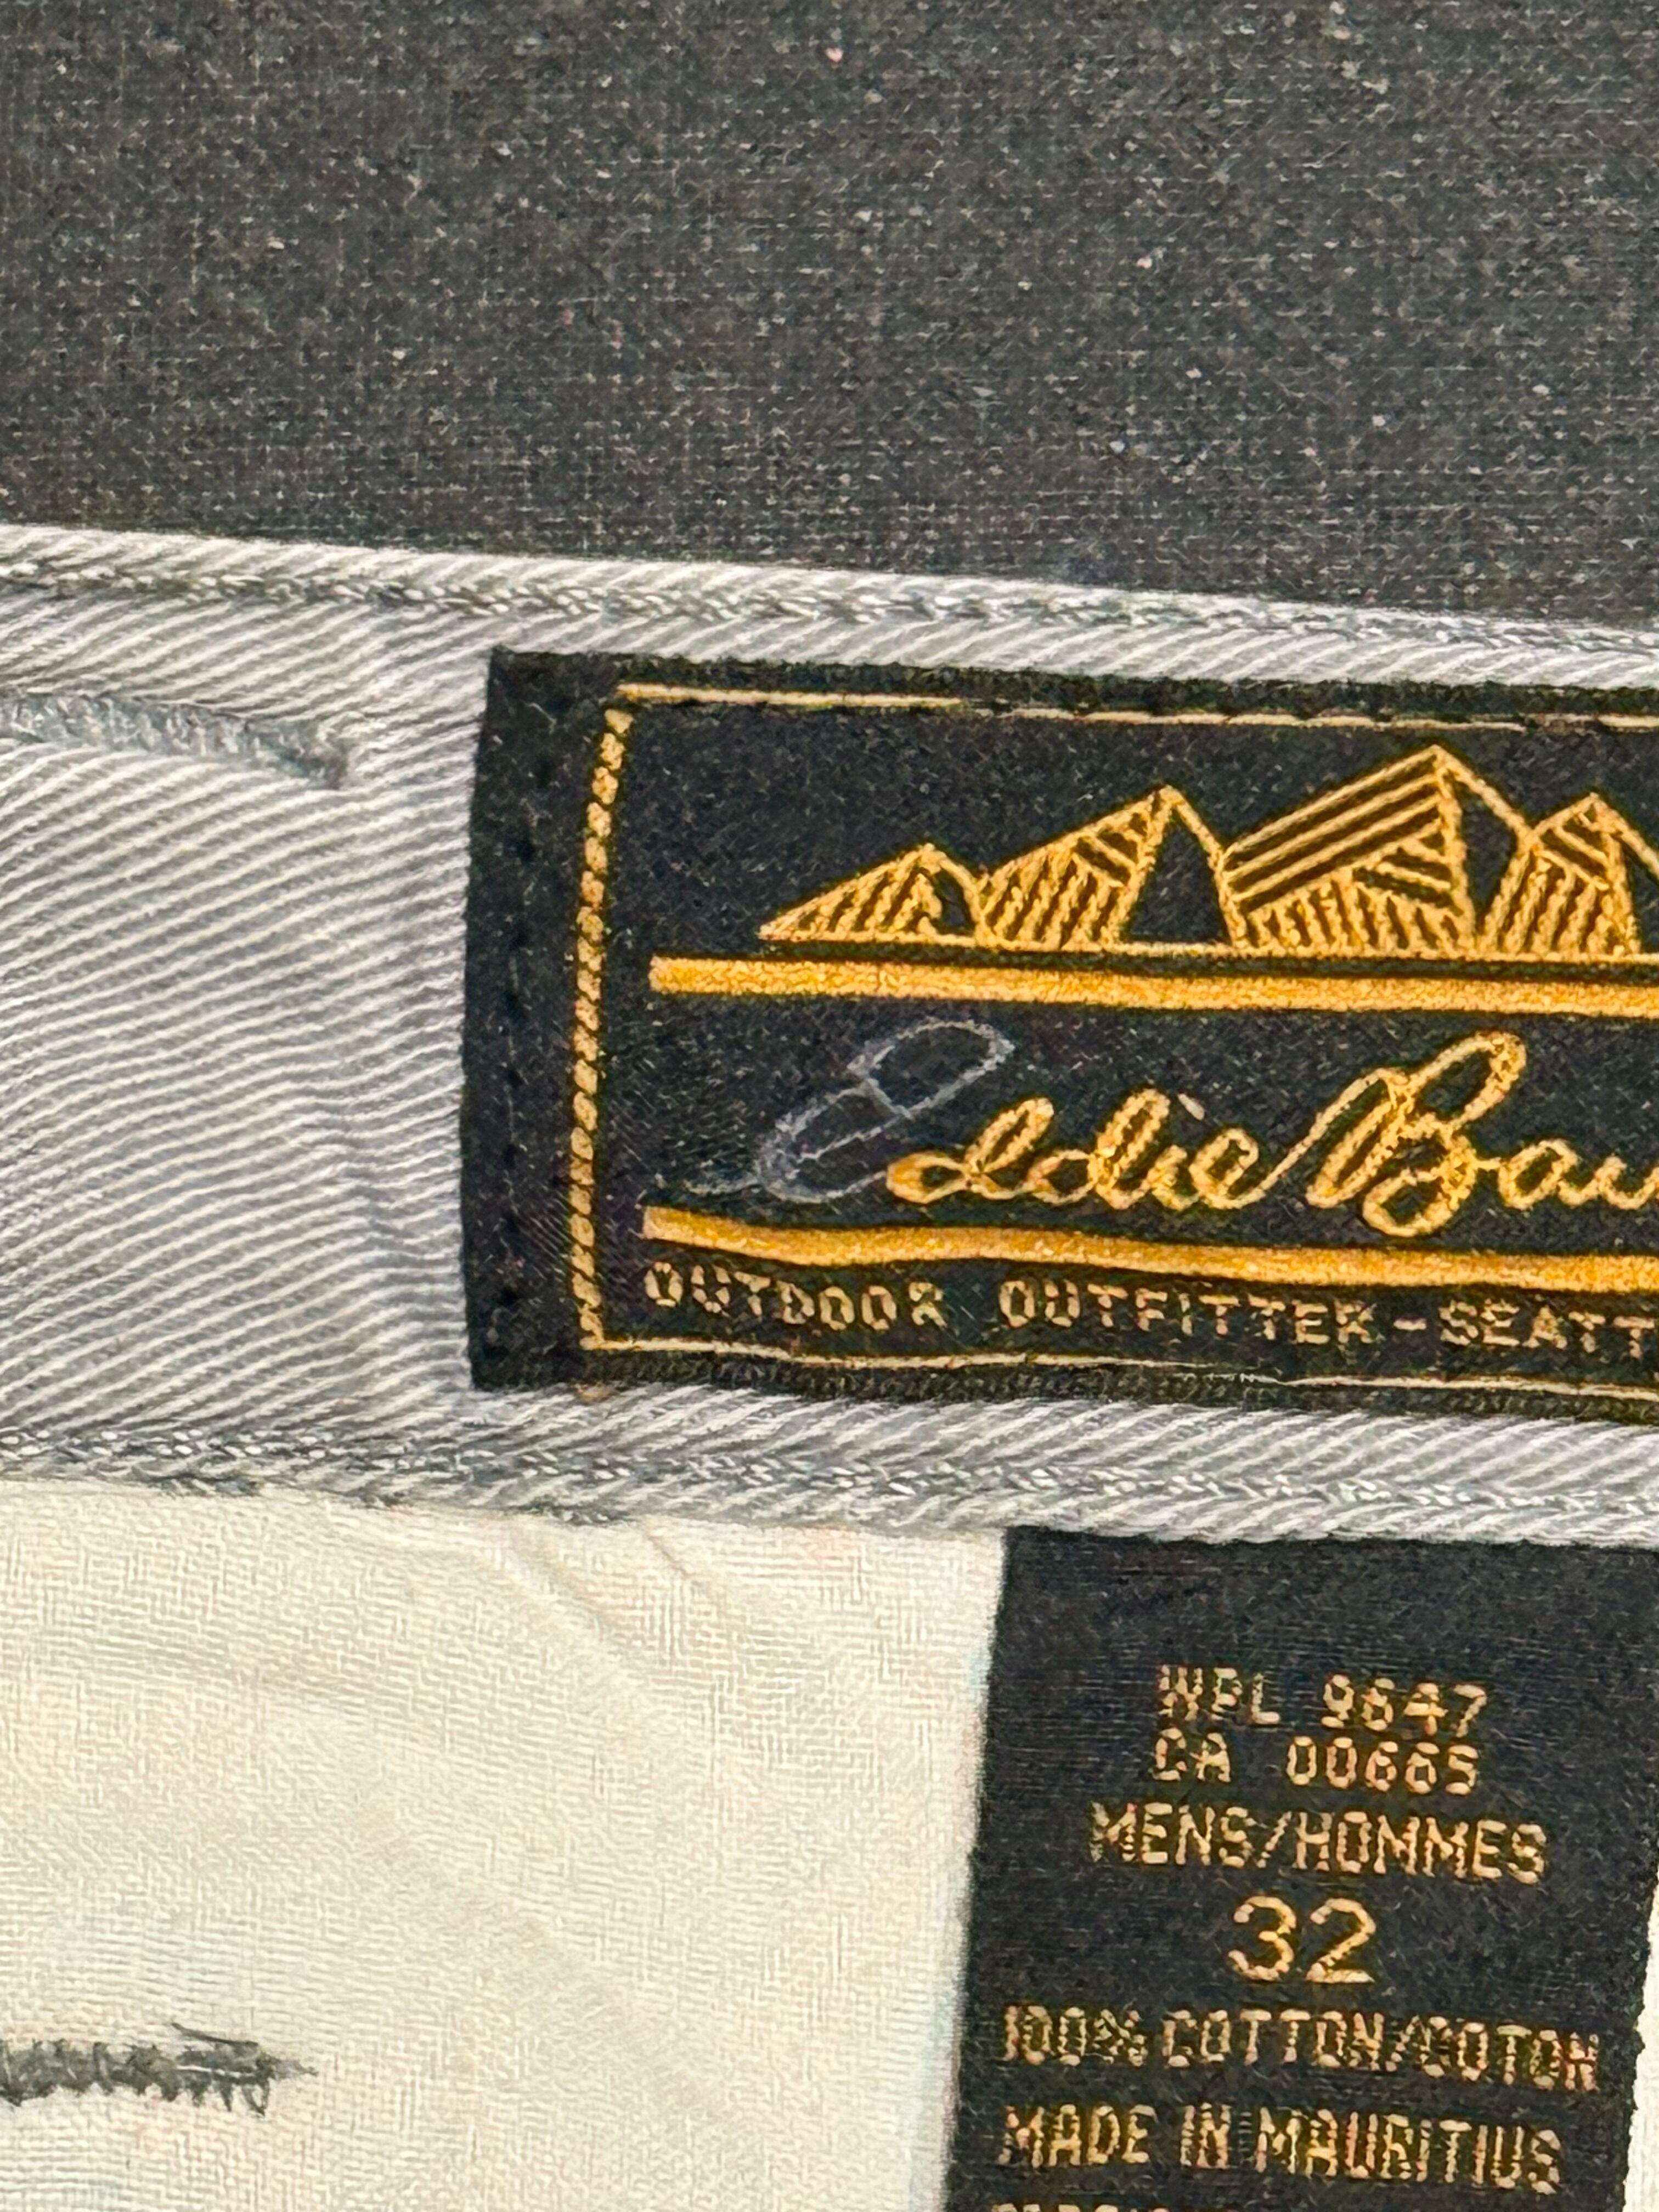 Eddie Bau
OUTDOOR OUTFITTER-SEATT
WPL 9647
CA 00665
MENS/HOMMES
32
100% COTTON/COTON
MADE IN MAURITIUS